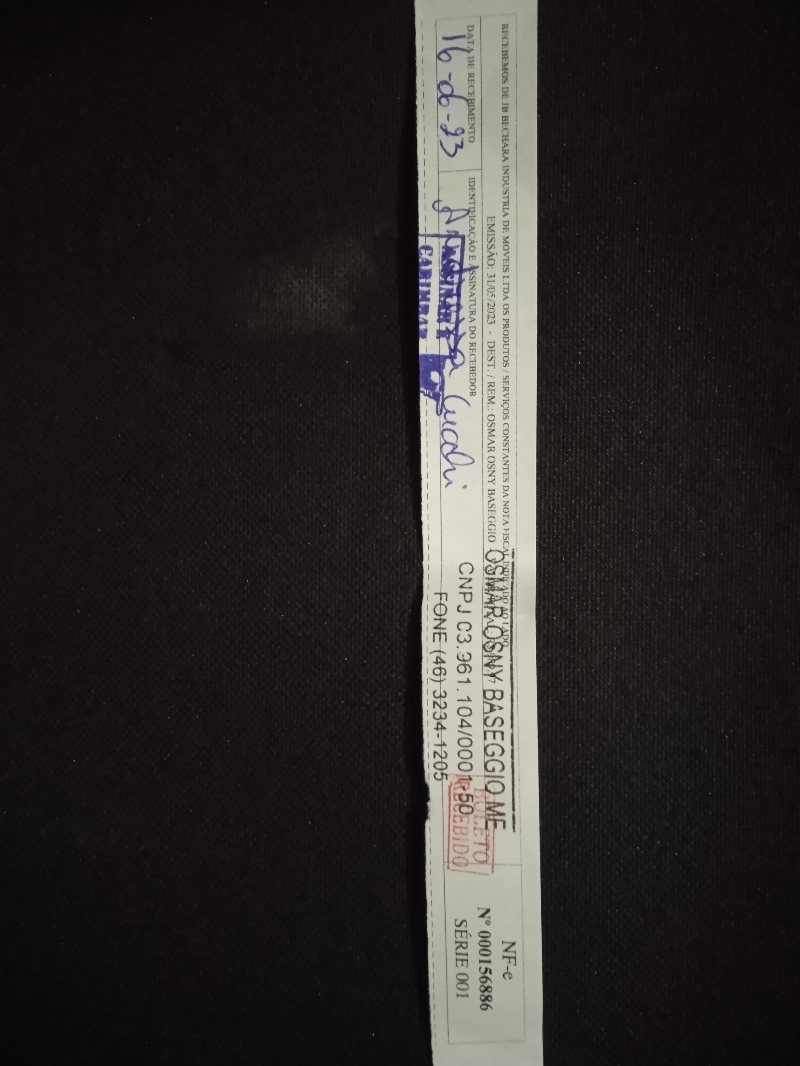 RECEBEMOS DE JB BECHARA INDUSTRIA DE MOVEIS LTDA OS PRODUTOS / SERVIÇOS CONSTANTES DA NOTA FISCAL INDICADO AO LADO
EMISSÃO: 31/05/2023 - DEST. / REM.: OSMAR OSNY BASEGGIO
DATA DE RECEBIMENTO
16-06-23
IDENTIFICAÇÃO E ASSINATURA DO RECEBEDOR
CARIMBAR
OSMAR OSNY BASEGGIO ME
CNPJ 03.961.104/0001-50
FONE (46) 3234-1205
BOLETO
RECEBIDO
NF-e
Nº 000156886
SÉRIE 001